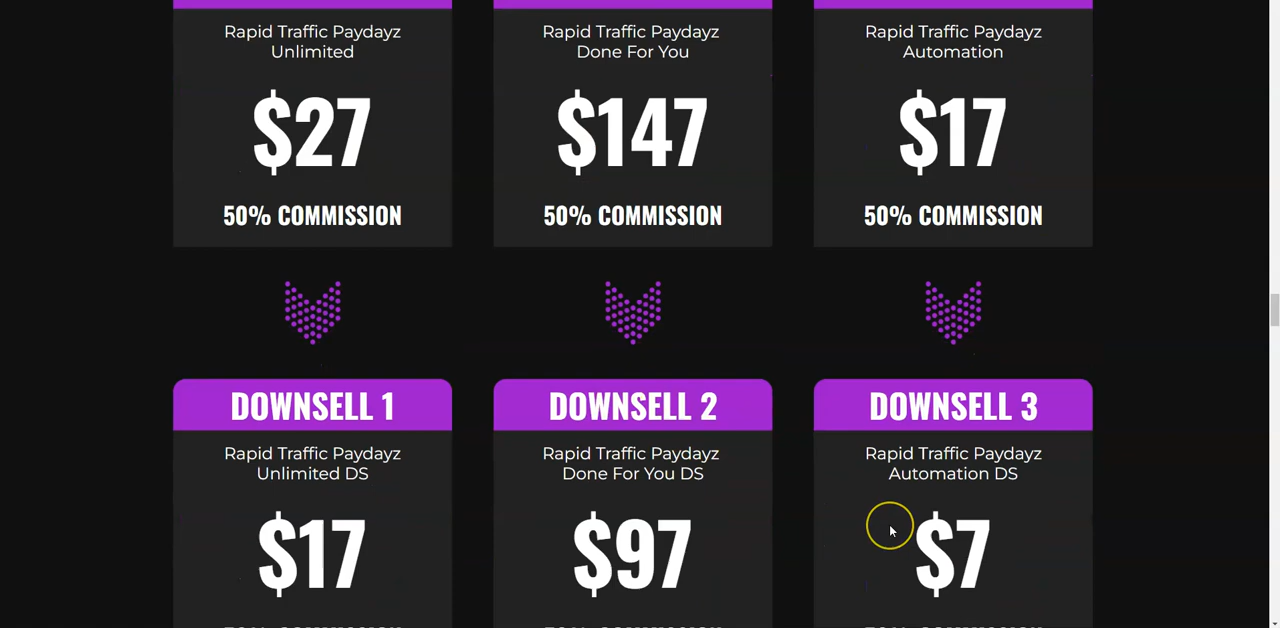 Rapid Traffic Paydayz
Unlimited
$27
50% COMMISSION
Rapid Traffic Paydayz
Done For You
$147
50% COMMISSION
Rapid Traffic Paydayz
Automation
$17
50% COMMISSION
DOWNSELL 1
Rapid Traffic Paydayz
Unlimited DS
$17
DOWNSELL 2
Rapid Traffic Paydayz
Done For You DS
$97
DOWNSELL 3
Rapid Traffic Paydayz
Automation DS
$7